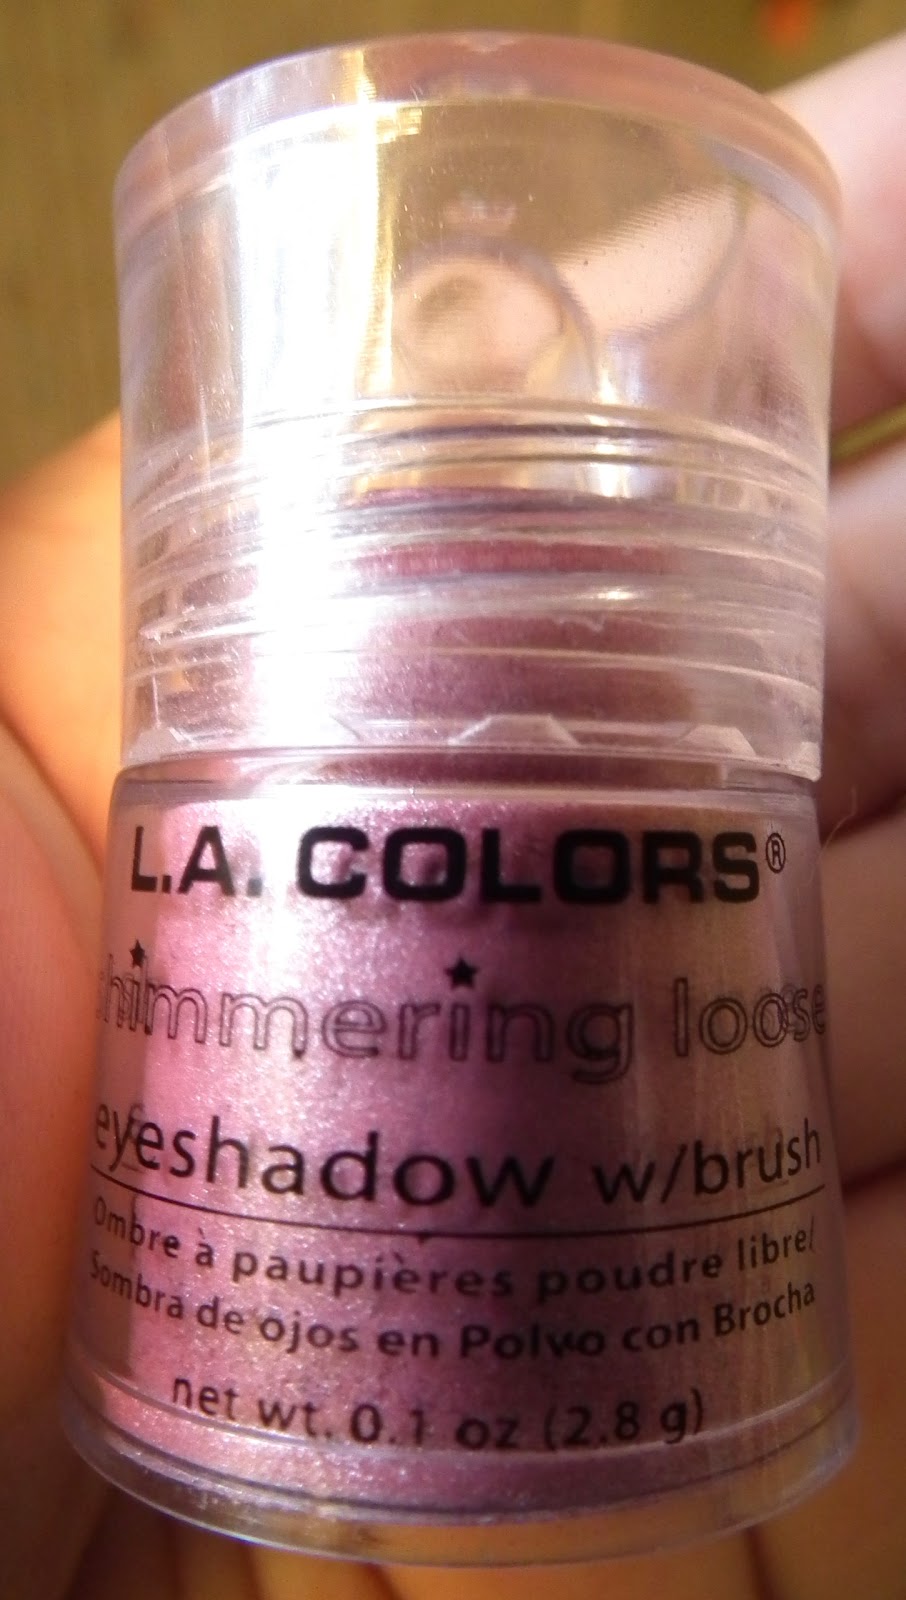 L.A. COLORS®
shimmering loose
eyeshadow w/brush
Ombre à paupières poudre libre/
Sombra de ojos en Polvo con Brocha
net wt. 0.1 oz (2.8 g)